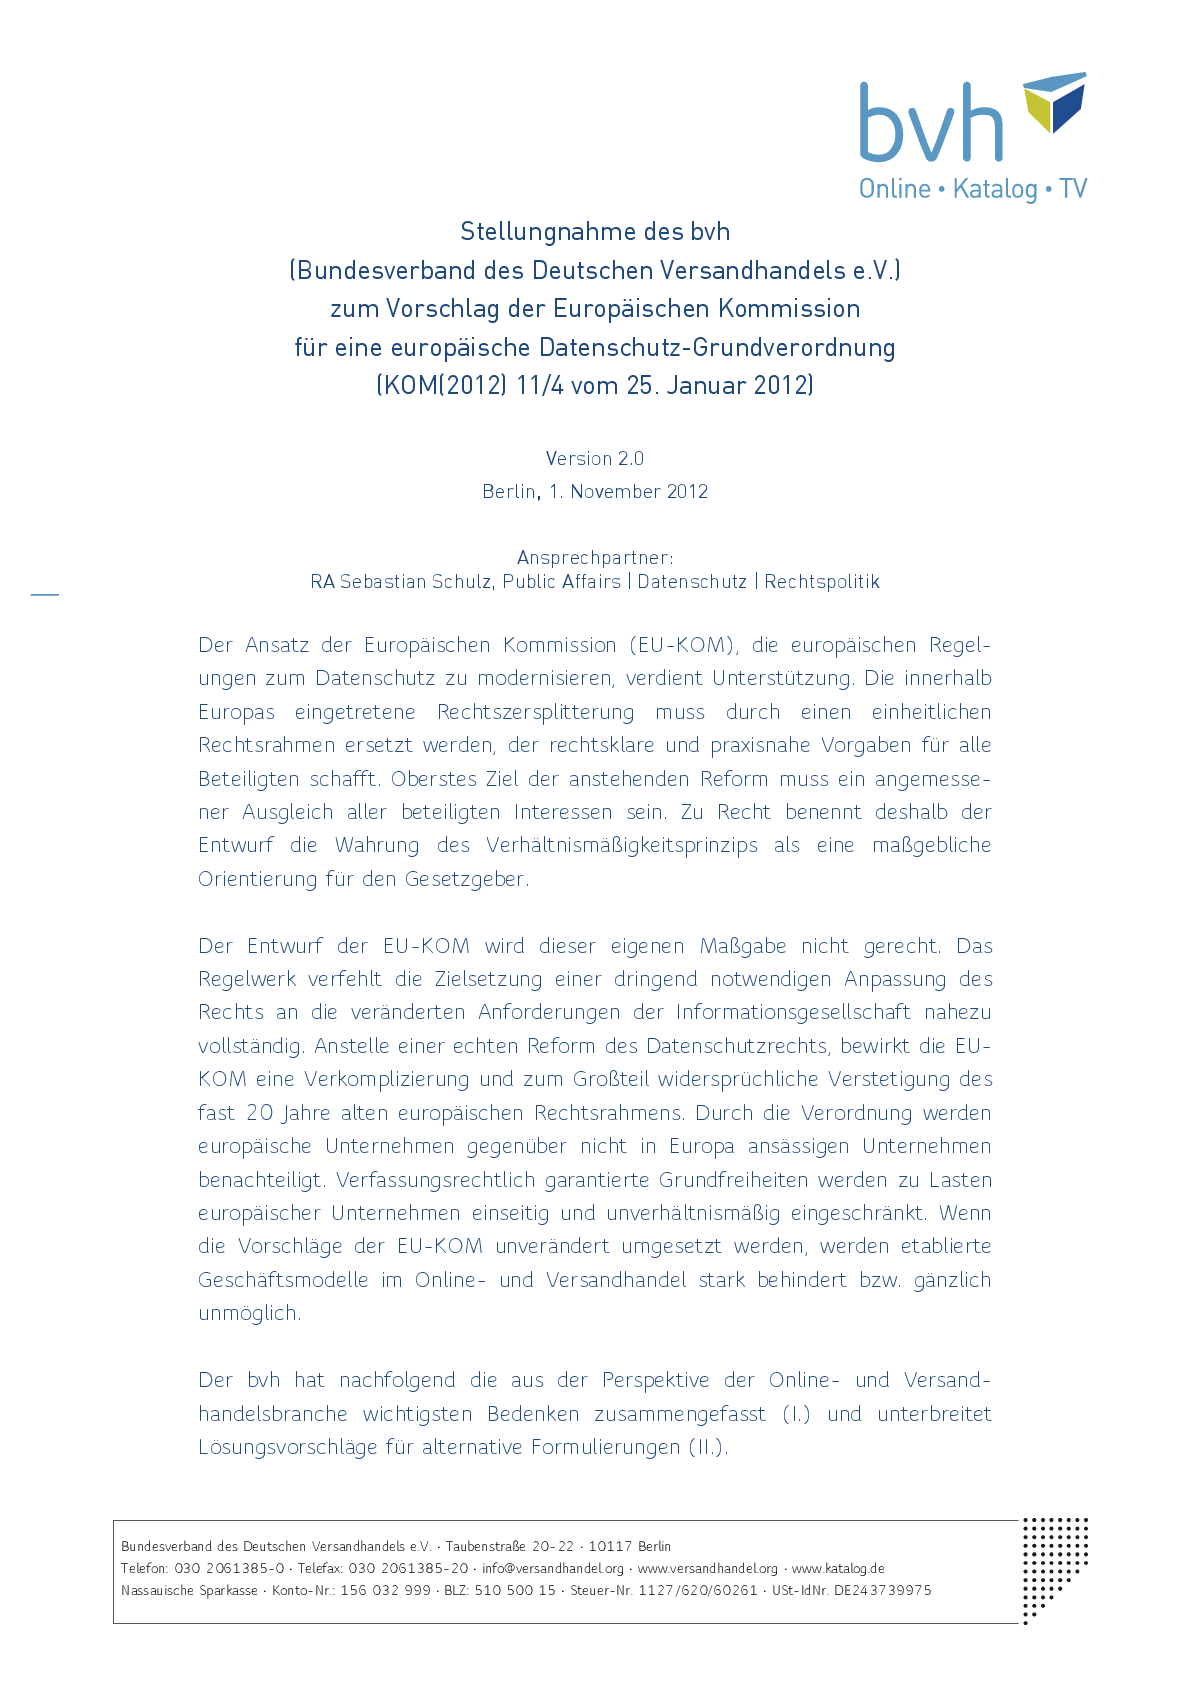 bvh
Online • Katalog • TV
Stellungnahme des bvh
(Bundesverband des Deutschen Versandhandels e.V.)
zum Vorschlag der Europäischen Kommission
für eine europäische Datenschutz-Grundverordnung
(KOM(2012) 11/4 vom 25. Januar 2012)
Version 2.0
Berlin, 1. November 2012
Ansprechpartner:
RA Sebastian Schulz, Public Affairs | Datenschutz | Rechtspolitik
Der Ansatz der Europäischen Kommission (EU-KOM), die europäischen Regel-
ungen zum Datenschutz zu modernisieren, verdient Unterstützung. Die innerhalb
Europas eingetretene Rechtszersplitterung muss durch einen einheitlichen
Rechtsrahmen ersetzt werden, der rechtsklare und praxisnahe Vorgaben für alle
Beteiligten schafft. Oberstes Ziel der anstehenden Reform muss ein angemesse-
ner Ausgleich aller beteiligten Interessen sein. Zu Recht benennt deshalb der
Entwurf die Wahrung des Verhältnismäßigkeitsprinzips als eine maßgebliche
Orientierung für den Gesetzgeber.
Der Entwurf der EU-KOM wird dieser eigenen Maßgabe nicht gerecht. Das
Regelwerk verfehlt die Zielsetzung einer dringend notwendigen Anpassung des
Rechts an die veränderten Anforderungen der Informationsgesellschaft nahezu
vollständig. Anstelle einer echten Reform des Datenschutzrechts, bewirkt die EU-
KOM eine Verkomplizierung und zum Großteil widersprüchliche Verstetigung des
fast 20 Jahre alten europäischen Rechtsrahmens. Durch die Verordnung werden
europäische Unternehmen gegenüber nicht in Europa ansässigen Unternehmen
benachteiligt. Verfassungsrechtlich garantierte Grundfreiheiten werden zu Lasten
europäischer Unternehmen einseitig und unverhältnismäßig eingeschränkt. Wenn
die Vorschläge der EU-KOM unverändert umgesetzt werden, werden etablierte
Geschäftsmodelle im Online- und Versandhandel stark behindert bzw. gänzlich
unmöglich.
Der bvh hat nachfolgend die aus der Perspektive der Online- und Versand-
handelsbranche wichtigsten Bedenken zusammengefasst (I.) und unterbreitet
Lösungsvorschläge für alternative Formulierungen (II.).
Bundesverband des Deutschen Versandhandels e.V. · Taubenstraße 20-22 · 10117 Berlin
Telefon: 030 2061385-0 · Telefax: 030 2061385-20 · info@versandhandel.org · www.versandhandel.org · www.katalog.de
Nassauische Sparkasse · Konto-Nr.: 156 032 999 · BLZ: 510 500 15 · Steuer-Nr. 1127/620/60261 · USt-IdNr. DE243739975